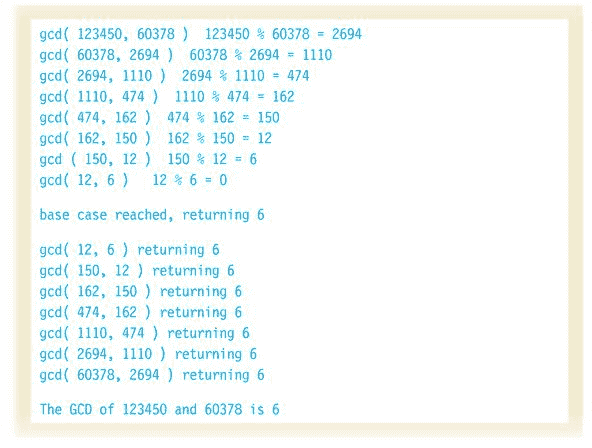 gcd( 123450, 60378 )  123450 % 60378 = 2694
gcd( 60378, 2694 )  60378 % 2694 = 1110
gcd( 2694, 1110 )  2694 % 1110 = 474
gcd( 1110, 474 )  1110 % 474 = 162
gcd( 474, 162 )  474 % 162 = 150
gcd( 162, 150 )  162 % 150 = 12
gcd ( 150, 12 )  150 % 12 = 6
gcd( 12, 6 )   12 % 6 = 0
base case reached, returning 6
gcd( 12, 6 ) returning 6
gcd( 150, 12 ) returning 6
gcd( 162, 150 ) returning 6
gcd( 474, 162 ) returning 6
gcd( 1110, 474 ) returning 6
gcd( 2694, 1110 ) returning 6
gcd( 60378, 2694 ) returning 6
The GCD of 123450 and 60378 is 6